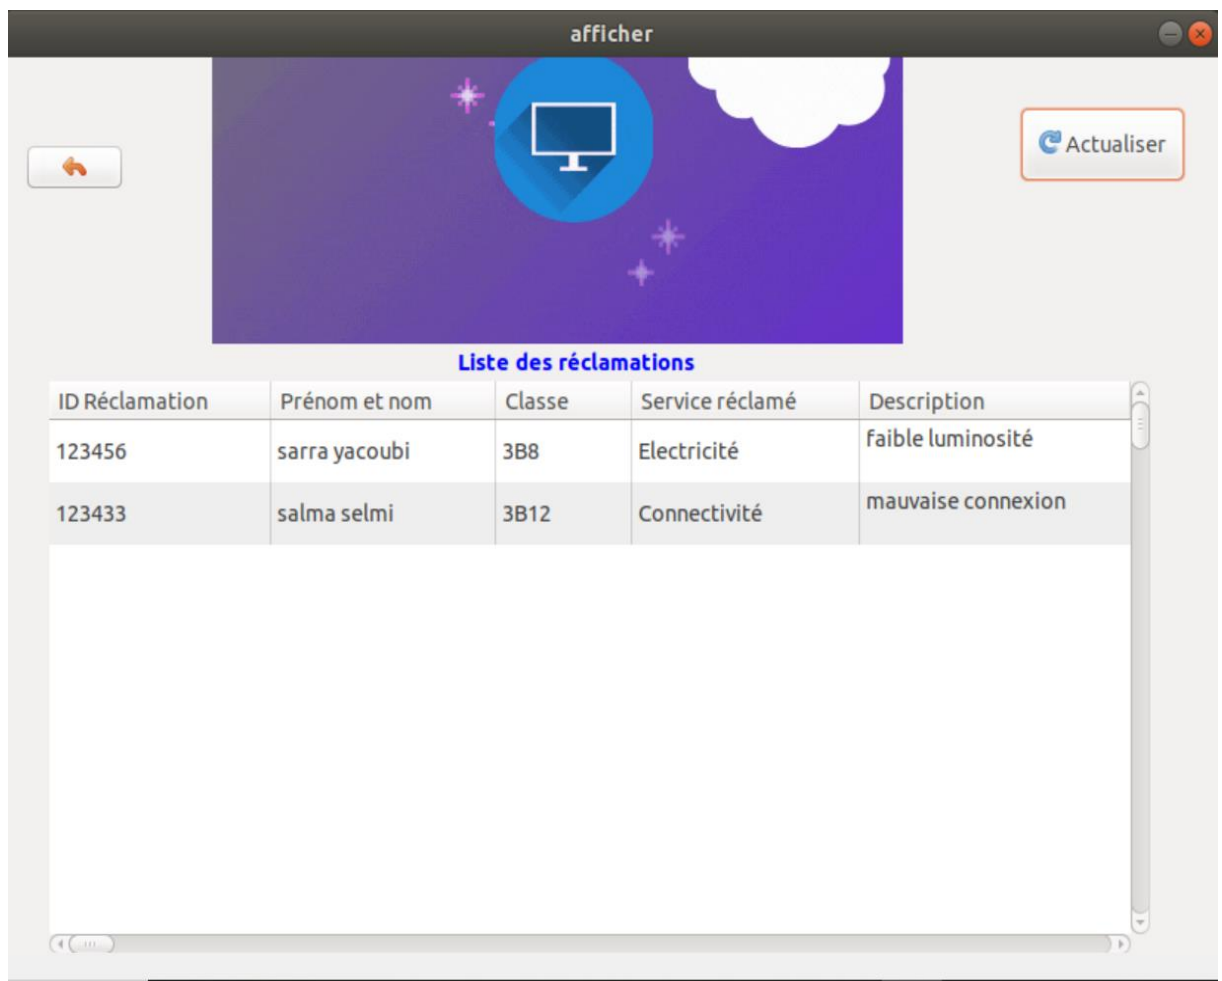 afficher
Actualiser
Liste des réclamations
ID Réclamation Prénom et nom Classe Service réclamé Description
123456 sarra yacoubi 3B8 Electricité faible luminosité
123433 salma selmi 3B12 Connectivité mauvaise connexion